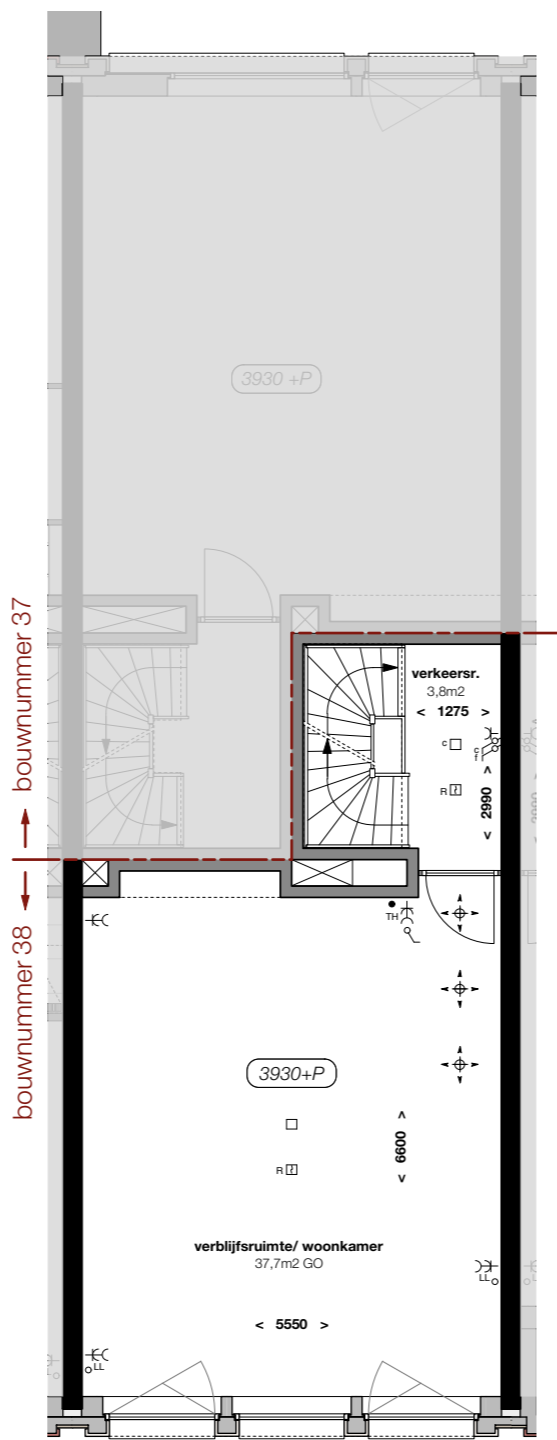 3930 +P
bouwnummer 37
bouwnummer 38
verkeersr.
3,8m2
< 1275 >
c
c
f
R
< 2990 >
TH
3930+P
R
< 6600 >
verblijfsruimte/ woonkamer
37,7m2 GO
LL
< 5550 >
LL